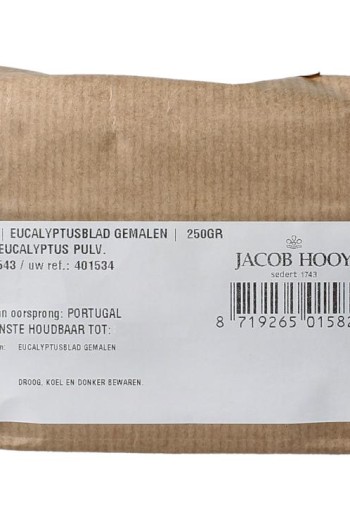 | EUCALYPTUSBLAD GEMALEN | 250GR
EUCALYPTUS PULV.
543 / uw ref.: 401534
n oorsprong: PORTUGAL
NSTE HOUDBAAR TOT:
en: EUCALYPTUSBLAD GEMALEN
DROOG, KOEL EN DONKER BEWAREN.
JACOB HOOY
sedert 1743
8 719265 01582